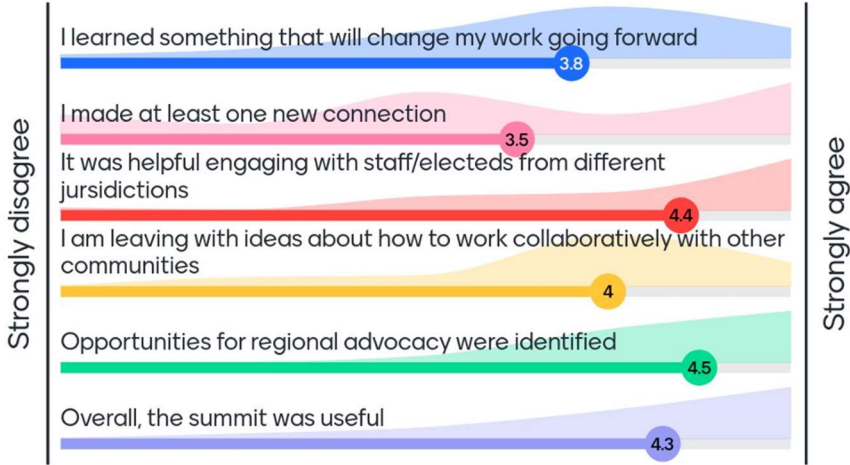 Strongly disagree
I learned something that will change my work going forward
3.8
I made at least one new connection
3.5
It was helpful engaging with staff/electeds from different
jursidictions
4.4
I am leaving with ideas about how to work collaboratively with other
communities
4
Opportunities for regional advocacy were identified
4.5
Overall, the summit was useful
4.3
Strongly agree